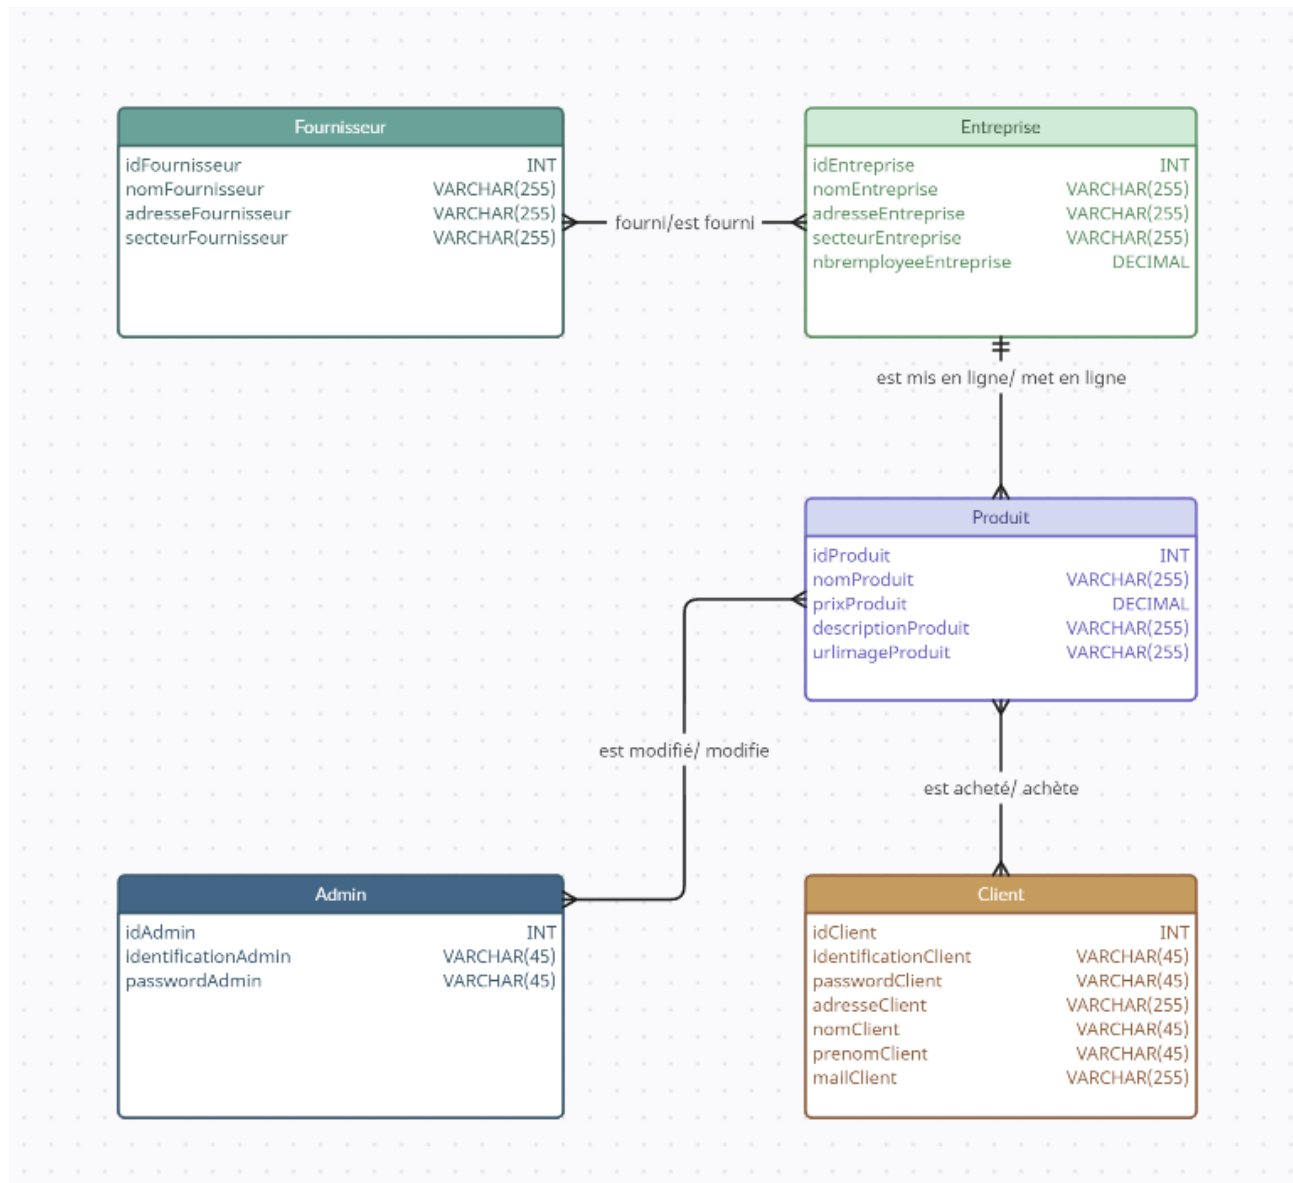 Fournisseur
idFournisseur INT
nomFournisseur VARCHAR(255)
adresseFournisseur VARCHAR(255)
secteurFournisseur VARCHAR(255)
fourni/est fourni
Entreprise
idEntreprise INT
nomEntreprise VARCHAR(255)
adresseEntreprise VARCHAR(255)
secteurEntreprise VARCHAR(255)
nbremployeeEntreprise DECIMAL
est mis en ligne/ met en ligne
Produit
idProduit INT
nomProduit VARCHAR(255)
prixProduit DECIMAL
descriptionProduit VARCHAR(255)
urlimageProduit VARCHAR(255)
est modifié/ modifie
est acheté/ achète
Admin
idAdmin INT
identificationAdmin VARCHAR(45)
passwordAdmin VARCHAR(45)
Client
idClient INT
identificationClient VARCHAR(45)
passwordClient VARCHAR(45)
adresseClient VARCHAR(255)
nomClient VARCHAR(45)
prenomClient VARCHAR(45)
mailClient VARCHAR(255)